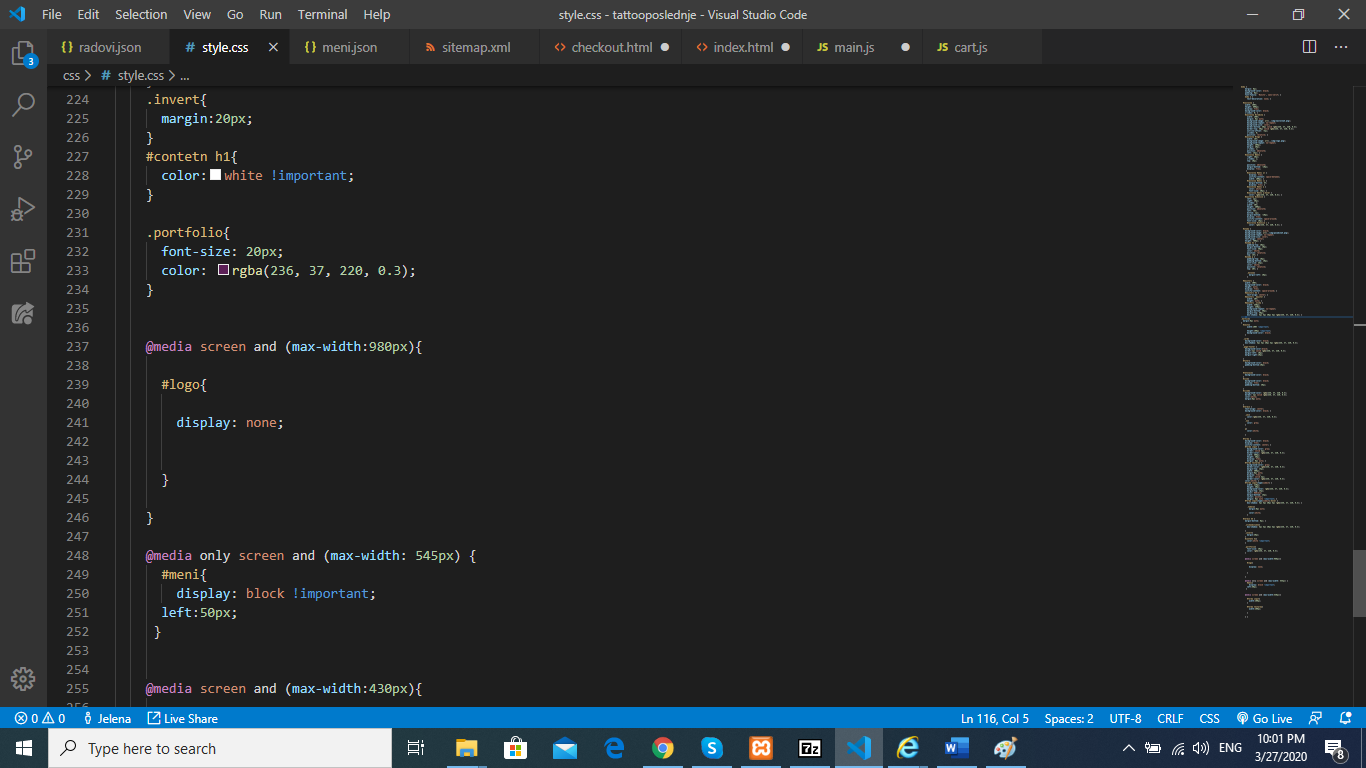 File Edit Selection View Go Run Terminal Help style.css - tattooposlednje - Visual Studio Code
{} radovi.json # style.css {} meni.json sitemap.xml <> checkout.html <> index.html JS main.js JS cart.js
3
css > # style.css > ...
224 .invert{
225 margin:20px;
226 }
227 #contetn h1{
228 color: white !important;
229 }
230
231 .portfolio{
232 font-size: 20px;
233 color: rgba(236, 37, 220, 0.3);
234 }
235
236
237 @media screen and (max-width:980px){
238
239 #logo{
240
241 display: none;
242
243
244 }
245
246 }
247
248 @media only screen and (max-width: 545px) {
249 #meni{
250 display: block !important;
251 left:50px;
252 }
253
254
255 @media screen and (max-width:430px){
0 0 Jelena Live Share Ln 116, Col 5 Spaces: 2 UTF-8 CRLF CSS Go Live
Type here to search 7z ENG 10:01 PM
3/27/2020 8